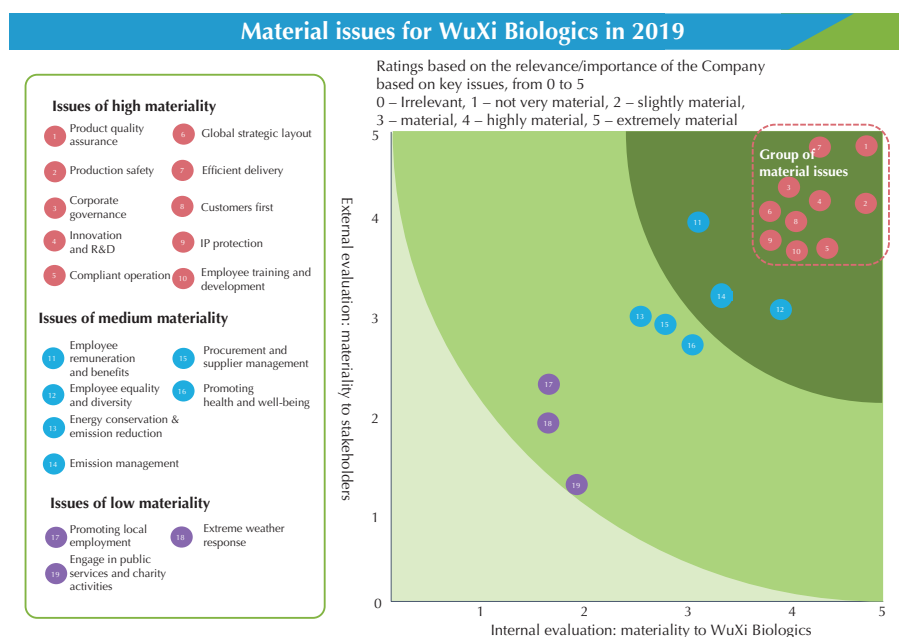 Material issues for WuXi Biologics in 2019
Issues of high materiality
1 Product quality
assurance
2 Production safety
3 Corporate
governance
4 Innovation
and R&D
5 Compliant operation
6 Global strategic layout
7 Efficient delivery
8 Customers first
9 IP protection
10 Employee training and
development
Issues of medium materiality
11 Employee
remuneration
and benefits
12 Employee equality
and diversity
13 Energy conservation &
emission reduction
14 Emission management
15 Procurement and
supplier management
16 Promoting
health and well-being
Issues of low materiality
17 Promoting local
employment
18 Extreme weather
response
19 Engage in public
services and charity
activities
Ratings based on the relevance/importance of the Company
based on key issues, from 0 to 5
0 – Irrelevant, 1 – not very material, 2 – slightly material,
3 – material, 4 – highly material, 5 – extremely material
External evaluation: materiality to stakeholders
5
4
3
2
1
0
Group of
material issues
7
1
3
4
2
6
8
9
10
5
11
14
12
13
15
16
17
18
19
1 2 3 4 5
Internal evaluation: materiality to WuXi Biologics